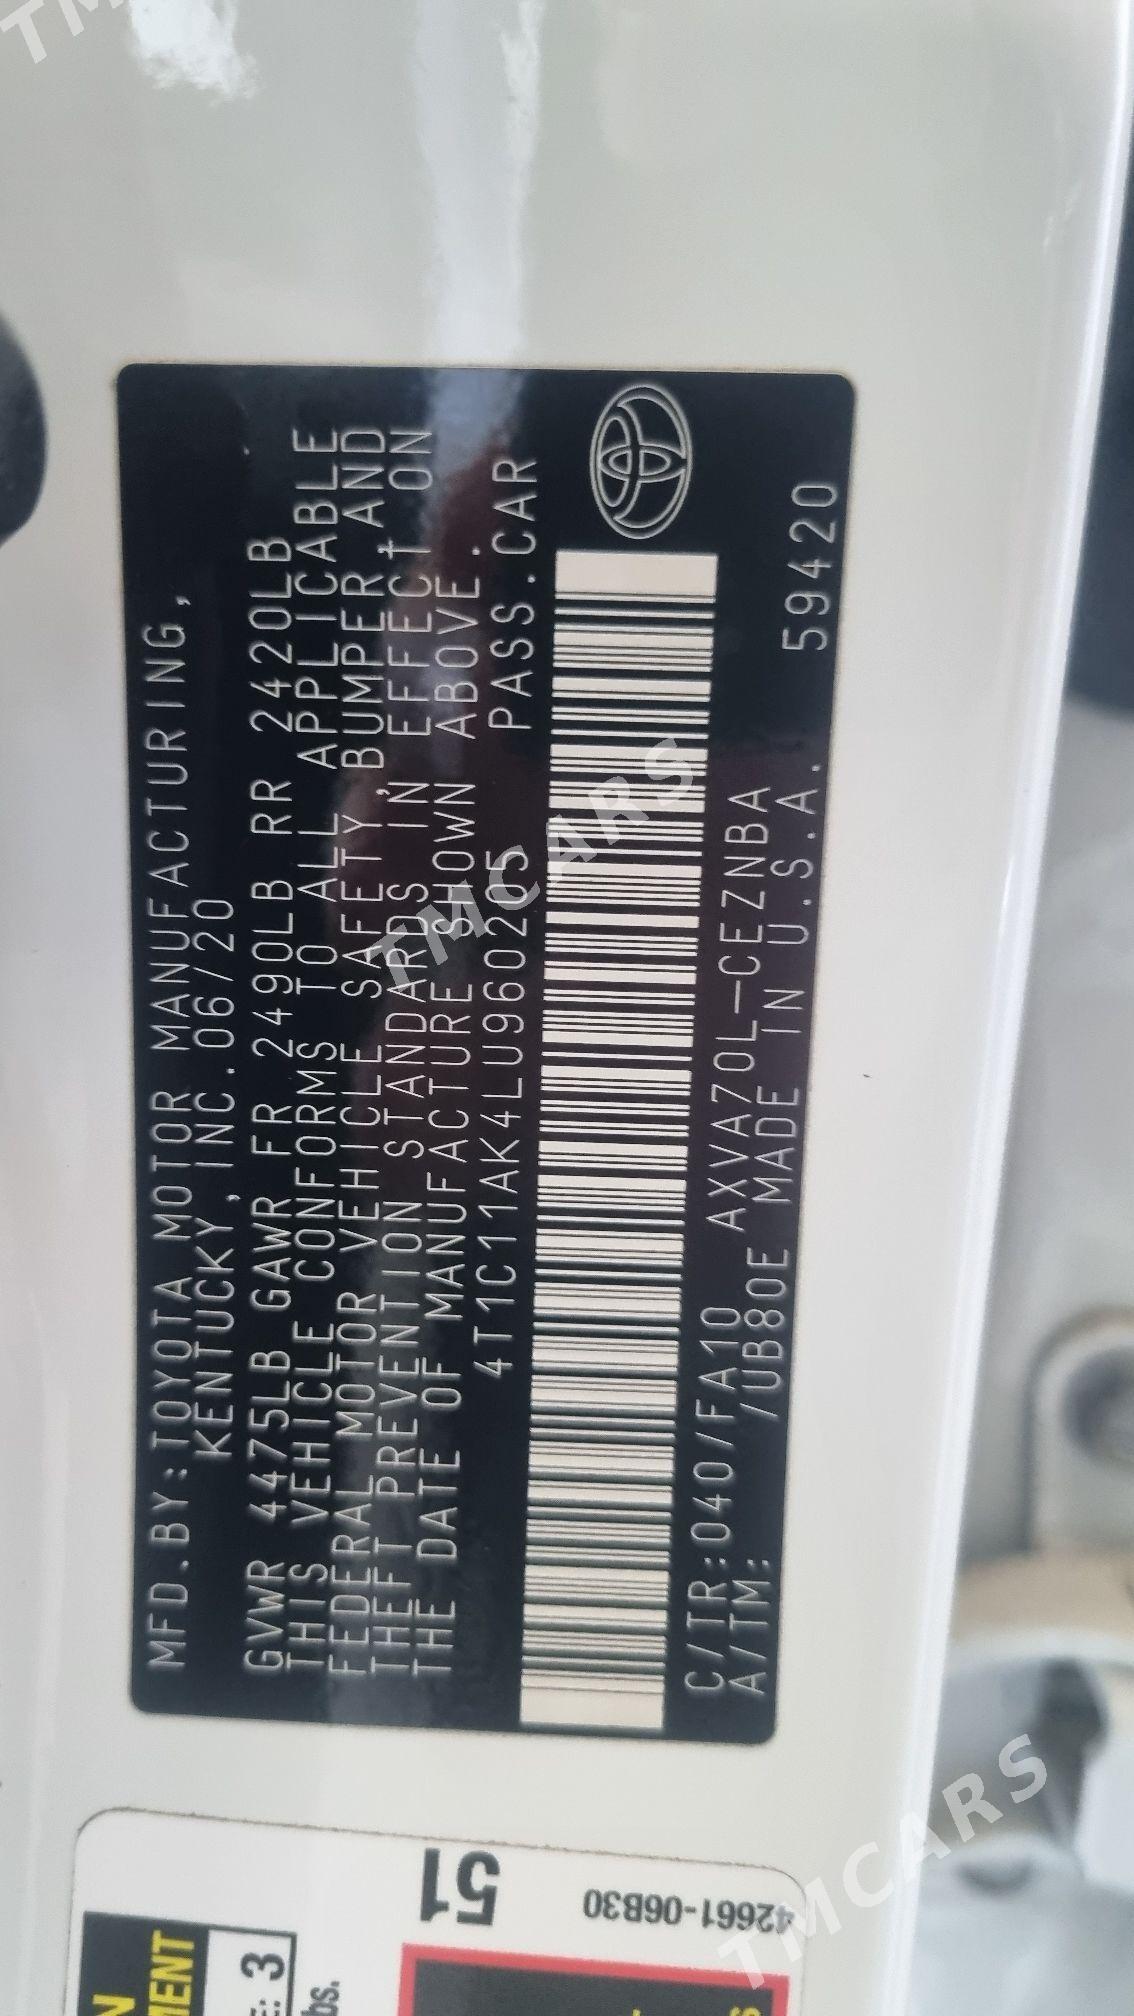 MFD.BY:TOYOTA MOTOR MANUFACTURING,
KENTUCKY, INC. 06/20
GVWR 4475LB GAWR FR 2490LB RR 2420LB
THIS VEHICLE CONFORMS TO ALL APPLICABLE
FEDERAL MOTOR VEHICLE SAFETY, BUMPER, AND
THEFT PREVENTION STANDARDS IN EFFECT ON
THE DATE OF MANUFACTURE SHOWN ABOVE.
4T1C11AK4LU960205 PASS.CAR
C/TR:040/FA10 AXVA70L-CEZNBA 59420
A/TM: /UB80E MADE IN U.S.A.
51
42661-06B30
E: 3
TMCARS
TMCARS